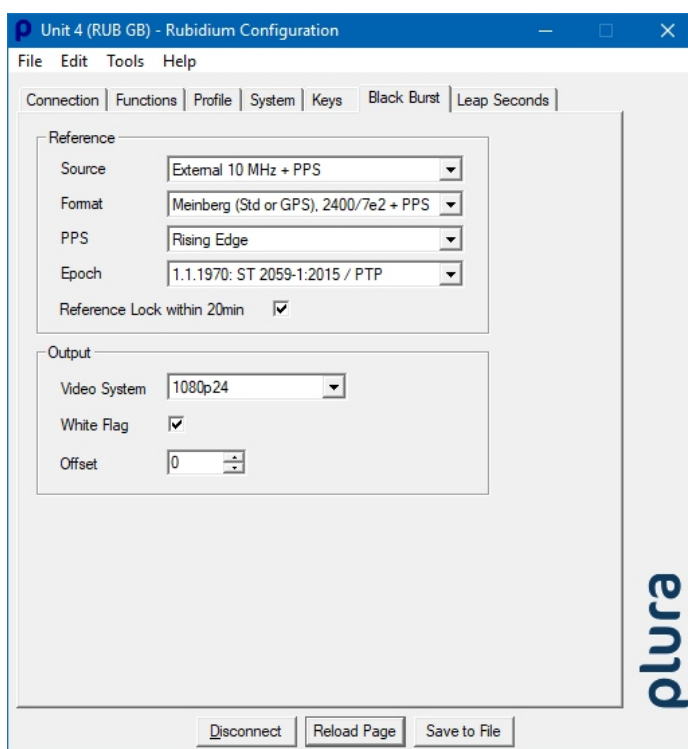 Unit 4 (RUB GB) - Rubidium Configuration
File Edit Tools Help
Connection Functions Profile System Keys Black Burst Leap Seconds
Reference
Source External 10 MHz + PPS
Format Meinberg (Std or GPS), 2400/7e2 + PPS
PPS Rising Edge
Epoch 1.1.1970: ST 2059-1:2015 / PTP
Reference Lock within 20min
Output
Video System 1080p24
White Flag
Offset 0
plura
Disconnect Reload Page Save to File